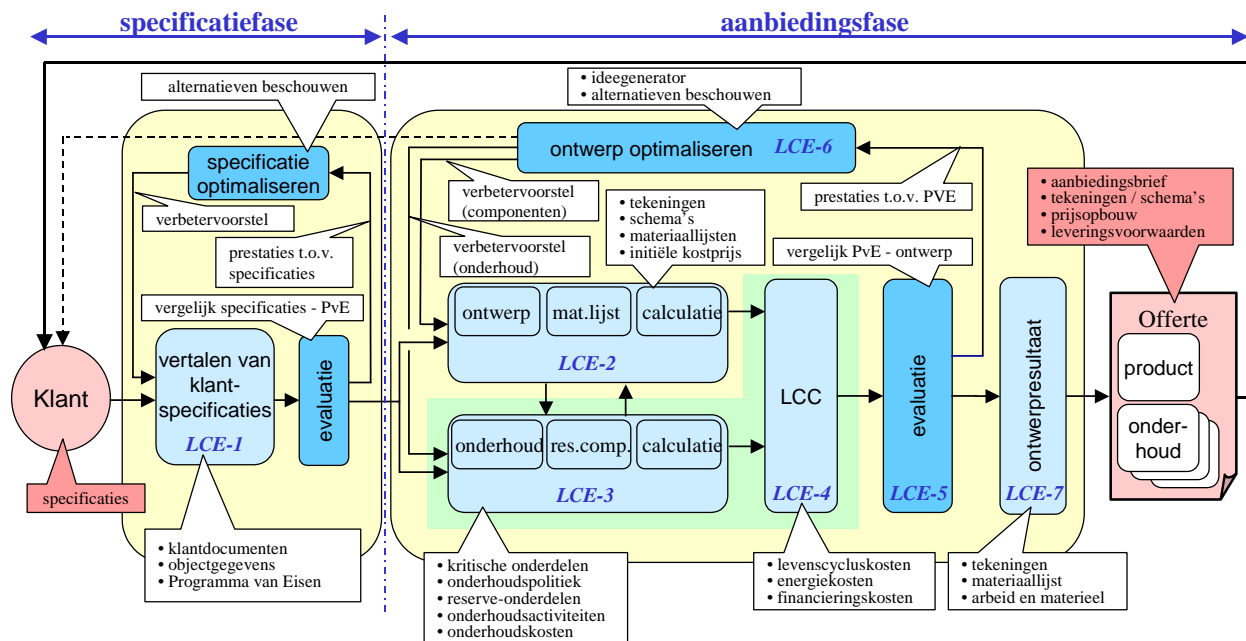 specificatiefase
aanbiedingsfase
alternatieven beschouwen
• ideegenerator
• alternatieven beschouwen
specificatie
optimaliseren
ontwerp optimaliseren LCE-6
verbetervoorstel
prestaties t.o.v.
specificaties
verbetervoorstel
(componenten)
verbetervoorstel
(onderhoud)
• tekeningen
• schema's
• materiaallijsten
• initiële kostprijs
prestaties t.o.v. PVE
vergelijk PvE - ontwerp
• aanbiedingsbrief
• tekeningen / schema's
• prijsopbouw
• leveringsvoorwaarden
vergelijk specificaties - PvE
Klant
specificaties
vertalen van
klant-
specificaties
LCE-1
evaluatie
• klantdocumenten
• objectgegevens
• Programma van Eisen
ontwerp
mat.lijst
calculatie
LCE-2
onderhoud
res.comp.
calculatie
LCE-3
• kritische onderdelen
• onderhoudspolitiek
• reserve-onderdelen
• onderhoudsactiviteiten
• onderhoudskosten
LCC
LCE-4
• levenscycluskosten
• energiekosten
• financieringskosten
evaluatie
LCE-5
ontwerpresultaat
LCE-7
• tekeningen
• materiaallijst
• arbeid en materieel
Offerte
product
onder-
houd